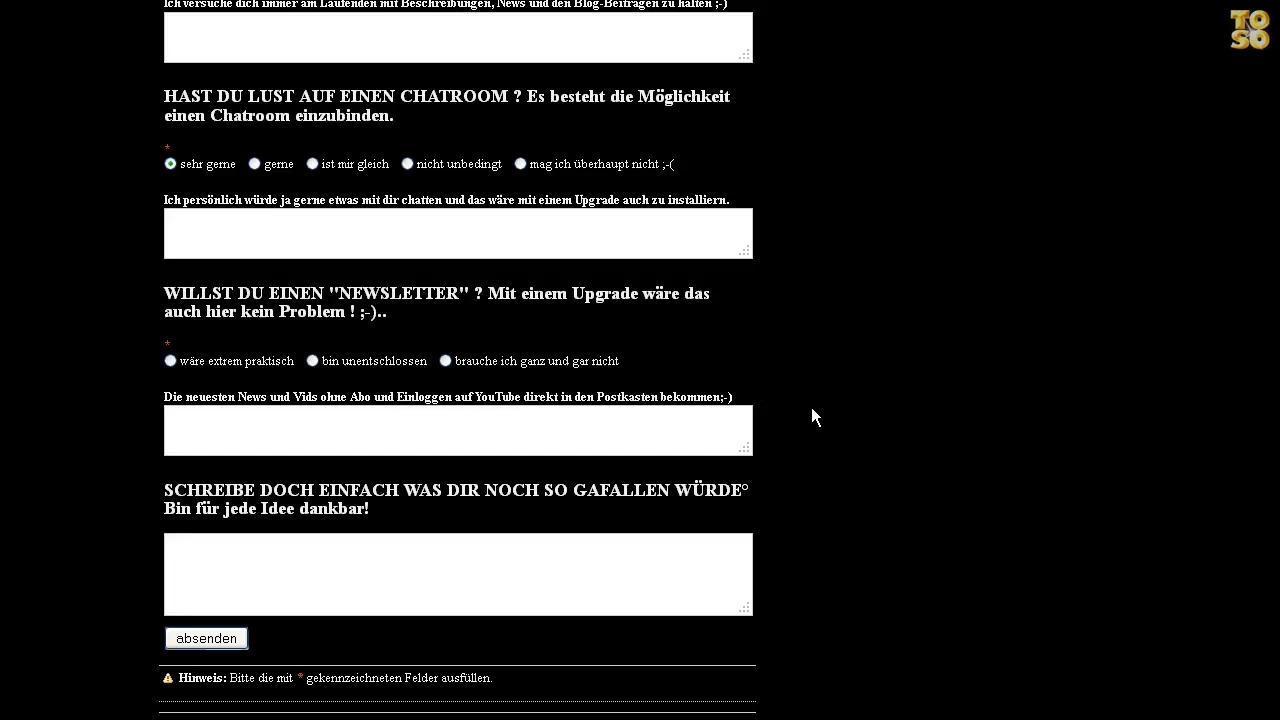 Ich versuche dich immer am Laufenden mit Beschreibungen, News und den Blog-Beiträgen zu halten ;-)
TO
SO
HAST DU LUST AUF EINEN CHATROOM ? Es besteht die Möglichkeit
einen Chatroom einzubinden.
*
sehr gerne gerne ist mir gleich nicht unbedingt mag ich überhaupt nicht ;-(
Ich persönlich würde ja gerne etwas mit dir chatten und das wäre mit einem Upgrade auch zu installiern.
WILLST DU EINEN "NEWSLETTER" ? Mit einem Upgrade wäre das
auch hier kein Problem ! ;-)..
*
wäre extrem praktisch bin unentschlossen brauche ich ganz und gar nicht
Die neuesten News und Vids ohne Abo und Einloggen auf YouTube direkt in den Postkasten bekommen;-)
SCHREIBE DOCH EINFACH WAS DIR NOCH SO GAFALLEN WÜRDE°
Bin für jede Idee dankbar!
absenden
Hinweis: Bitte die mit * gekennzeichneten Felder ausfüllen.